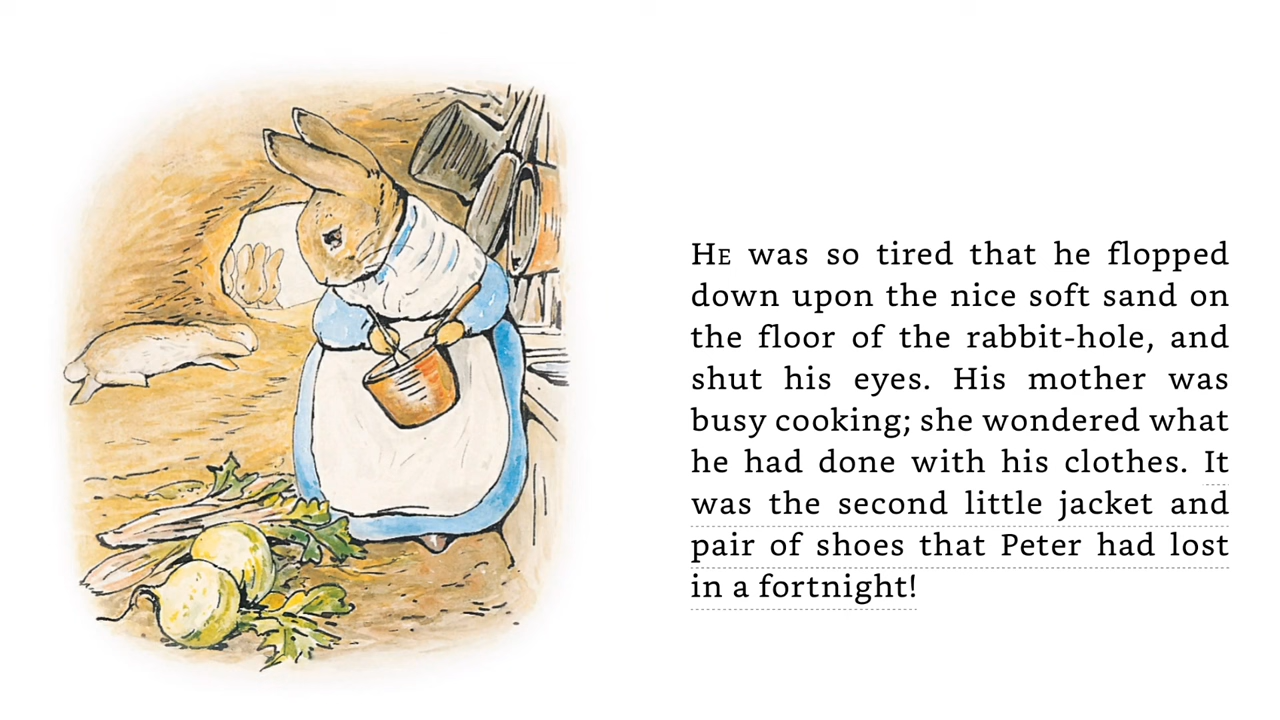 HE was so tired that he flopped
down upon the nice soft sand on
the floor of the rabbit-hole, and
shut his eyes. His mother was
busy cooking; she wondered what
he had done with his clothes. It
was the second little jacket and
pair of shoes that Peter had lost
in a fortnight!